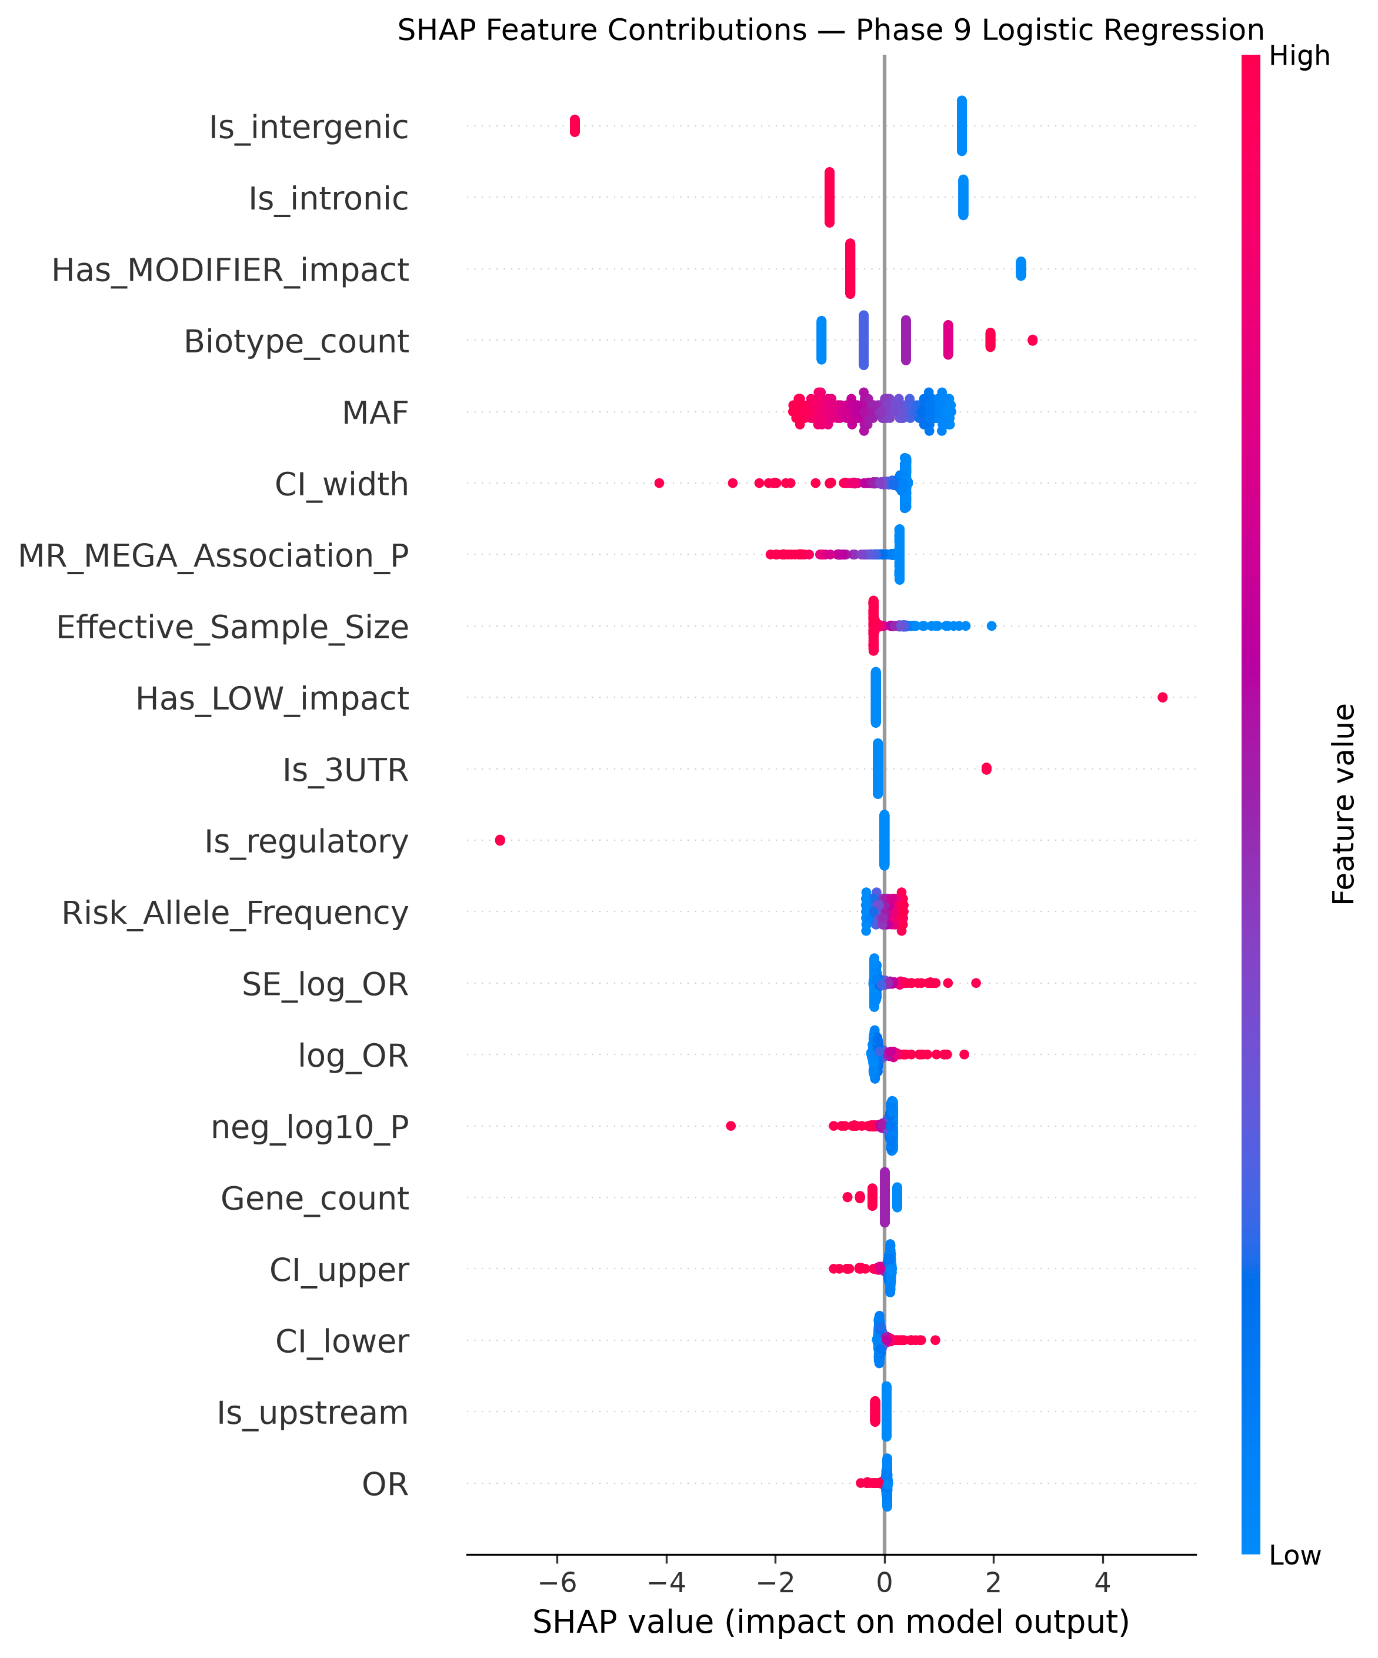 SHAP Feature Contributions — Phase 9 Logistic Regression
High
Is_intergenic
Is_intronic
Has_MODIFIER_impact
Biotype_count
MAF
CI_width
MR_MEGA_Association_P
Effective_Sample_Size
Has_LOW_impact
Is_3UTR
Is_regulatory
Risk_Allele_Frequency
SE_log_OR
log_OR
neg_log10_P
Gene_count
CI_upper
CI_lower
Is_upstream
OR
Feature value
Low
−6 −4 −2 0 2 4
SHAP value (impact on model output)